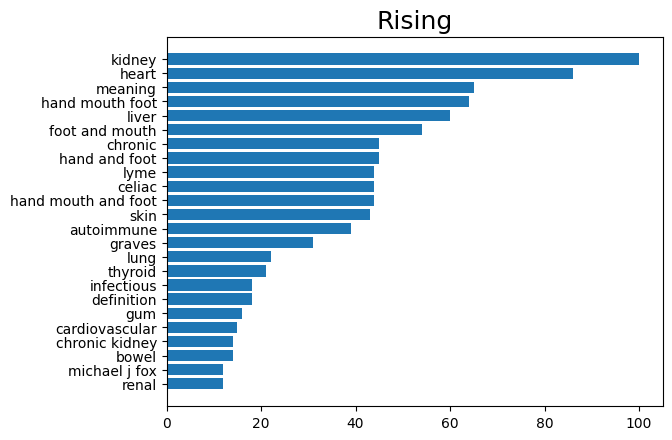 Rising
kidney
heart
meaning
hand mouth foot
liver
foot and mouth
chronic
hand and foot
lyme
celiac
hand mouth and foot
skin
autoimmune
graves
lung
thyroid
infectious
definition
gum
cardiovascular
chronic kidney
bowel
michael j fox
renal
0 20 40 60 80 100